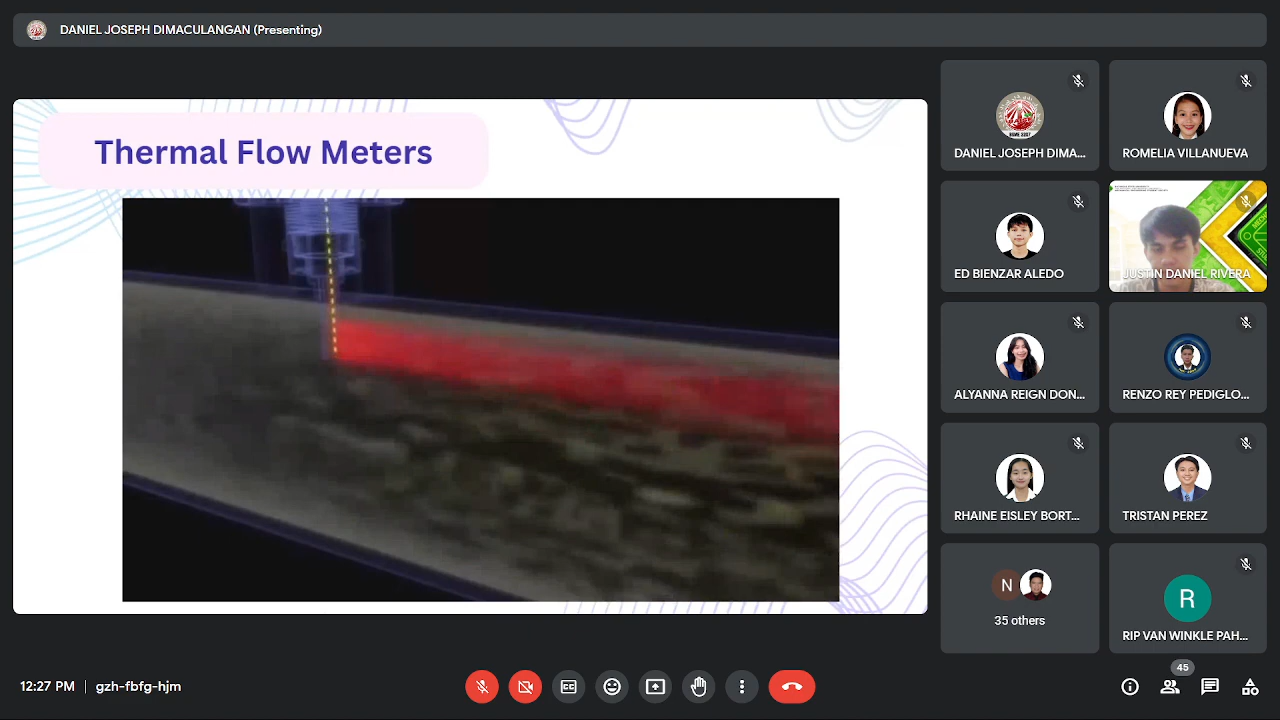 DANIEL JOSEPH DIMACULANGAN (Presenting)
Thermal Flow Meters
DANIEL JOSEPH DIMA...
ROMELIA VILLANUEVA
ED BIENZAR ALEDO
JUSTIN DANIEL RIVERA
ALYANNA REIGN DON...
RENZO REY PEDIGLO...
RHAINE EISLEY BORT...
TRISTAN PEREZ
N
35 others
R
RIP VAN WINKLE PAH...
12:27 PM | gzh-fbfg-hjm
45